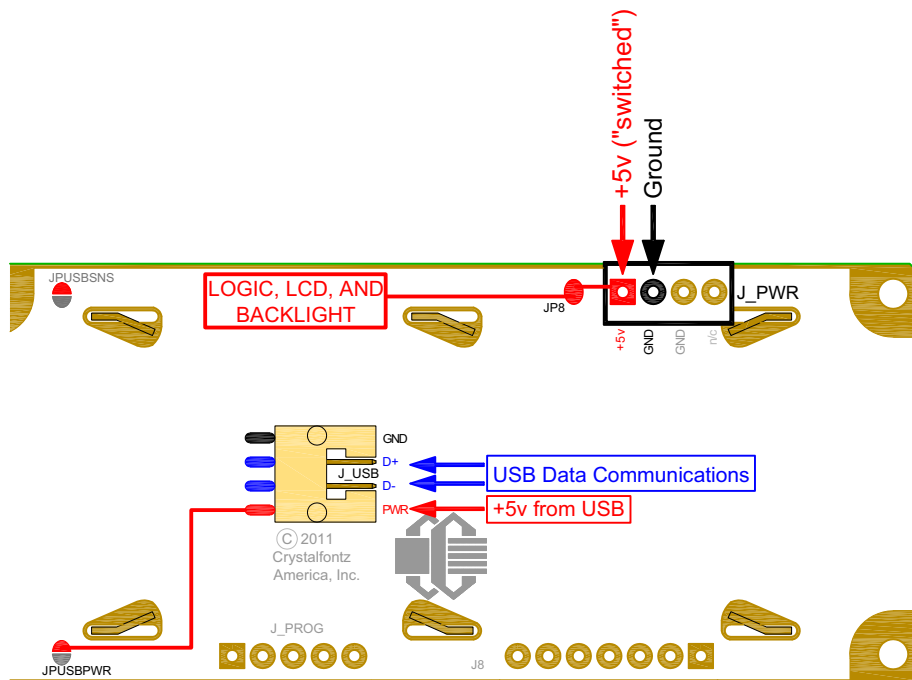 +5v ("switched")
Ground
JPUSBSNS
LOGIC, LCD, AND
BACKLIGHT
JP8
J_PWR
+5v
GND
GND
n/c
GND
D+
J_USB
D-
PWR
USB Data Communications
+5v from USB
C 2011
Crystalfontz
America, Inc.
J_PROG
J8
JPUSBPWR